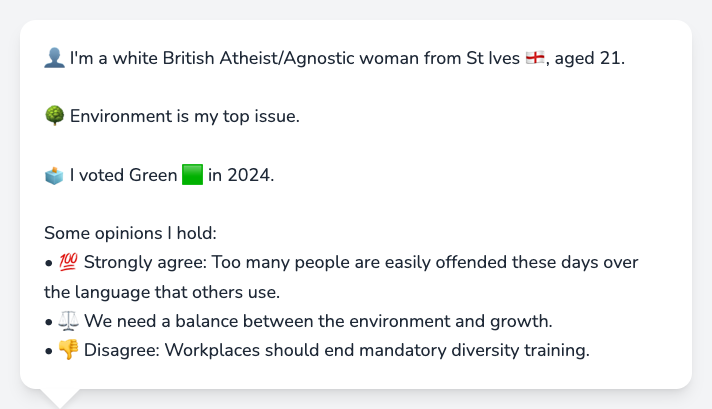 👤 I'm a white British Atheist/Agnostic woman from St Ives 🏴󠁧󠁢󠁥󠁮󠁧󠁿, aged 21.
🌳 Environment is my top issue.
🗳️ I voted Green 🟩 in 2024.
Some opinions I hold:
• 💯 Strongly agree: Too many people are easily offended these days over
the language that others use.
• ⚖️ We need a balance between the environment and growth.
• 👎 Disagree: Workplaces should end mandatory diversity training.